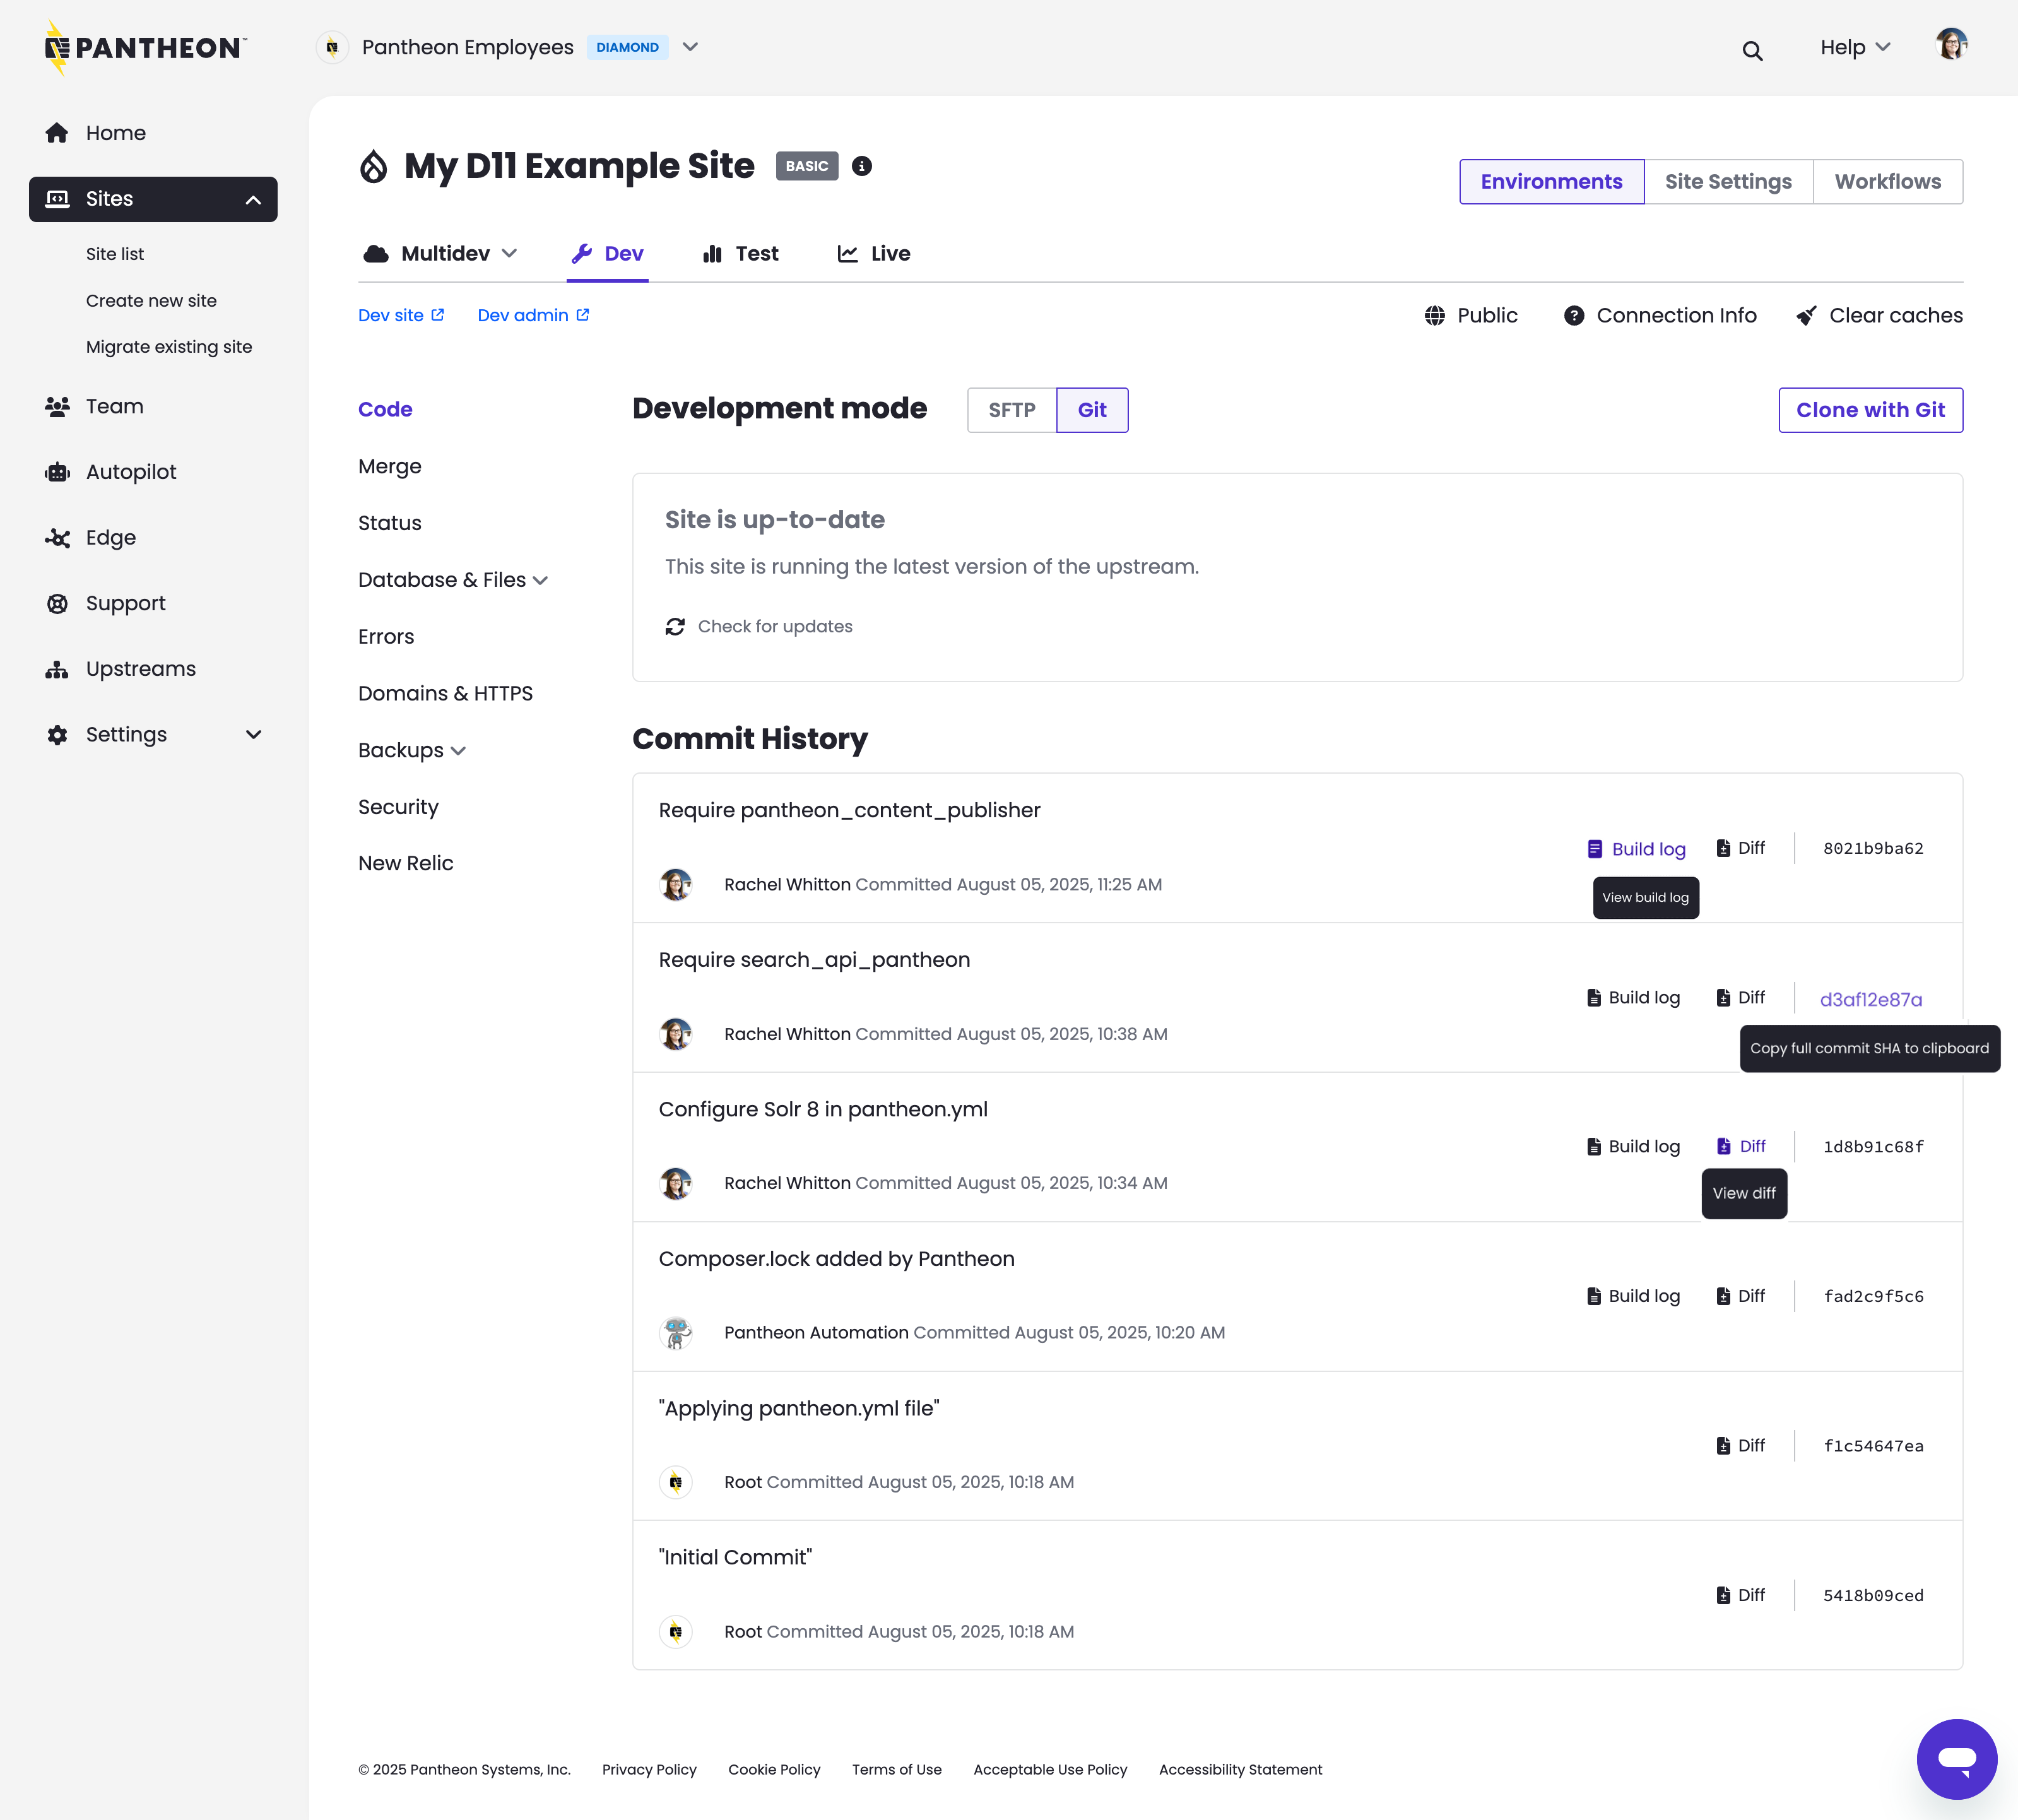 PANTHEON™
Pantheon Employees DIAMOND
Help
Home
Sites
Site list
Create new site
Migrate existing site
Team
Autopilot
Edge
Support
Upstreams
Settings
My D11 Example Site BASIC
Environments Site Settings Workflows
Multidev Dev Test Live
Dev site Dev admin Public Connection Info Clear caches
Code
Merge
Status
Database & Files
Errors
Domains & HTTPS
Backups
Security
New Relic
Development mode SFTP Git Clone with Git
Site is up-to-date
This site is running the latest version of the upstream.
Check for updates
Commit History
Require pantheon_content_publisher
Build log Diff 8021b9ba62
Rachel Whitton Committed August 05, 2025, 11:25 AM
View build log
Require search_api_pantheon
Build log Diff d3af12e87a
Rachel Whitton Committed August 05, 2025, 10:38 AM
Copy full commit SHA to clipboard
Configure Solr 8 in pantheon.yml
Build log Diff 1d8b91c68f
Rachel Whitton Committed August 05, 2025, 10:34 AM
View diff
Composer.lock added by Pantheon
Build log Diff fad2c9f5c6
Pantheon Automation Committed August 05, 2025, 10:20 AM
"Applying pantheon.yml file"
Diff f1c54647ea
Root Committed August 05, 2025, 10:18 AM
"Initial Commit"
Diff 5418b09ced
Root Committed August 05, 2025, 10:18 AM
© 2025 Pantheon Systems, Inc. Privacy Policy Cookie Policy Terms of Use Acceptable Use Policy Accessibility Statement